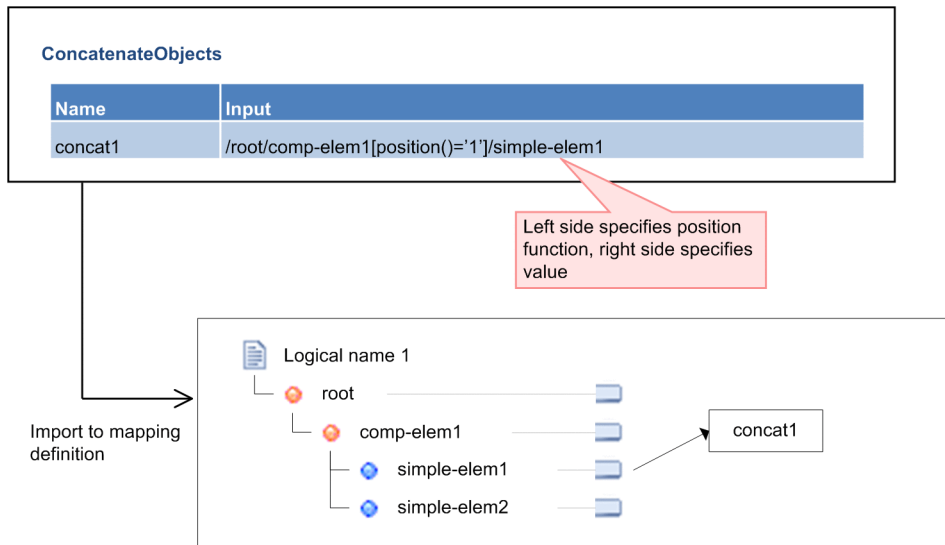 ConcatenateObjects
Name Input
concat1 /root/comp-elem1[position()=’1’]/simple-elem1
Left side specifies position
function, right side specifies
value
Logical name 1
root
Import to mapping
definition
comp-elem1
concat1
simple-elem1
simple-elem2